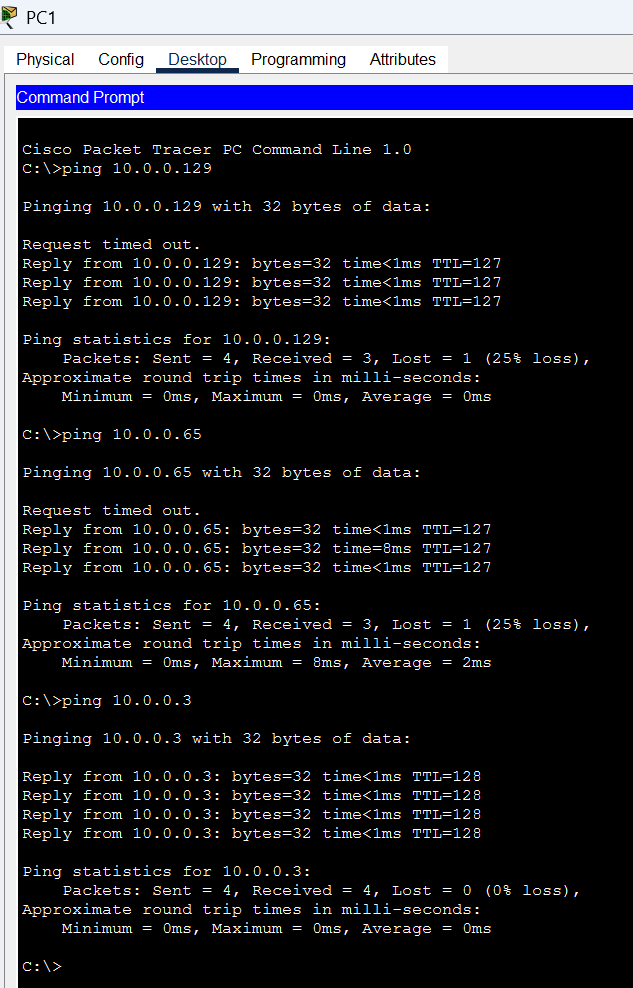 PC1
Physical Config Desktop Programming Attributes
Command Prompt
Cisco Packet Tracer PC Command Line 1.0
C:\>ping 10.0.0.129
Pinging 10.0.0.129 with 32 bytes of data:
Request timed out.
Reply from 10.0.0.129: bytes=32 time<1ms TTL=127
Reply from 10.0.0.129: bytes=32 time<1ms TTL=127
Reply from 10.0.0.129: bytes=32 time<1ms TTL=127
Ping statistics for 10.0.0.129:
Packets: Sent = 4, Received = 3, Lost = 1 (25% loss),
Approximate round trip times in milli-seconds:
Minimum = 0ms, Maximum = 0ms, Average = 0ms
C:\>ping 10.0.0.65
Pinging 10.0.0.65 with 32 bytes of data:
Request timed out.
Reply from 10.0.0.65: bytes=32 time<1ms TTL=127
Reply from 10.0.0.65: bytes=32 time=8ms TTL=127
Reply from 10.0.0.65: bytes=32 time<1ms TTL=127
Ping statistics for 10.0.0.65:
Packets: Sent = 4, Received = 3, Lost = 1 (25% loss),
Approximate round trip times in milli-seconds:
Minimum = 0ms, Maximum = 8ms, Average = 2ms
C:\>ping 10.0.0.3
Pinging 10.0.0.3 with 32 bytes of data:
Reply from 10.0.0.3: bytes=32 time<1ms TTL=128
Reply from 10.0.0.3: bytes=32 time<1ms TTL=128
Reply from 10.0.0.3: bytes=32 time<1ms TTL=128
Reply from 10.0.0.3: bytes=32 time<1ms TTL=128
Ping statistics for 10.0.0.3:
Packets: Sent = 4, Received = 4, Lost = 0 (0% loss),
Approximate round trip times in milli-seconds:
Minimum = 0ms, Maximum = 0ms, Average = 0ms
C:\>